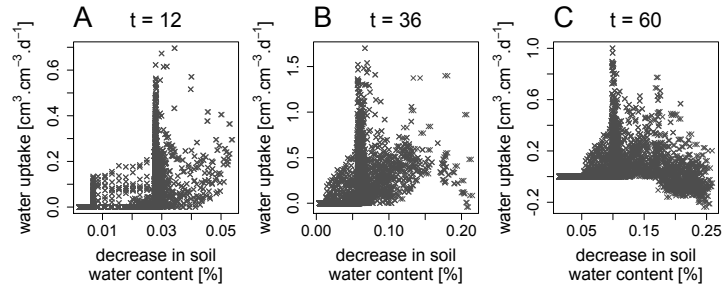 A t = 12
B t = 36
C t = 60
water uptake [cm³.cm⁻³.d⁻¹]
0.6
0.4
0.2
0.0
0.01 0.03 0.05
decrease in soil
water content [%]
water uptake [cm³.cm⁻³.d⁻¹]
1.5
1.0
0.5
0.0
0.00 0.05 0.10 0.15 0.20
decrease in soil
water content [%]
water uptake [cm³.cm⁻³.d⁻¹]
1.0
0.6
0.2
-0.2
0.05 0.15 0.25
decrease in soil
water content [%]